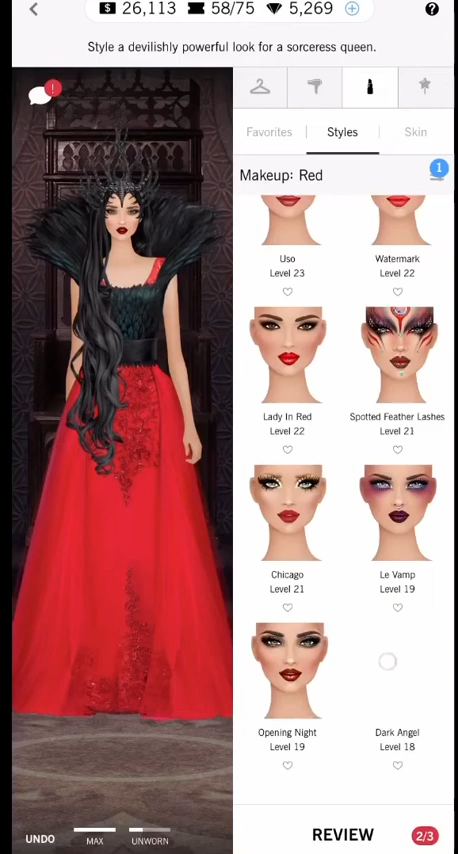 $ 26,113 58/75 5,269 + ?
Style a devilishly powerful look for a sorceress queen.
!
Favorites Styles Skin
Makeup: Red 1
Uso Watermark
Level 23 Level 22
Lady In Red Spotted Feather Lashes
Level 22 Level 21
Chicago Le Vamp
Level 21 Level 19
Opening Night Dark Angel
Level 19 Level 18
UNDO MAX UNWORN REVIEW 2/3